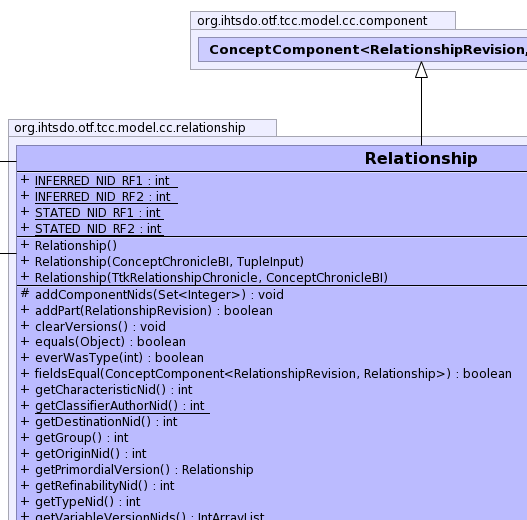 org.ihtsdo.otf.tcc.model.cc.component
ConceptComponent<RelationshipRevision,
org.ihtsdo.otf.tcc.model.cc.relationship
Relationship
+ INFERRED_NID_RF1 : int
+ INFERRED_NID_RF2 : int
+ STATED_NID_RF1 : int
+ STATED_NID_RF2 : int
+ Relationship()
+ Relationship(ConceptChronicleBI, TupleInput)
+ Relationship(TtkRelationshipChronicle, ConceptChronicleBI)
# addComponentNids(Set<Integer>) : void
+ addPart(RelationshipRevision) : boolean
+ clearVersions() : void
+ equals(Object) : boolean
+ everWasType(int) : boolean
+ fieldsEqual(ConceptComponent<RelationshipRevision, Relationship>) : boolean
+ getCharacteristicNid() : int
+ getClassifierAuthorNid() : int
+ getDestinationNid() : int
+ getGroup() : int
+ getOriginNid() : int
+ getPrimordialVersion() : Relationship
+ getRefinabilityNid() : int
+ getTypeNid() : int
+ getVariableVersionNids() : IntArrayList